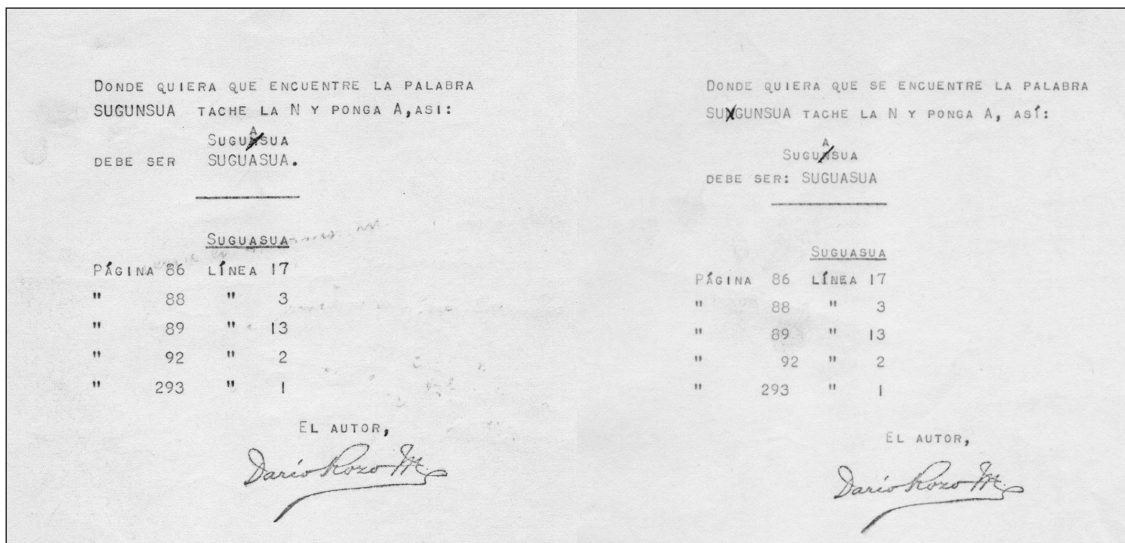 DONDE QUIERA QUE ENCUENTRE LA PALABRA
SUGUNSUA TACHE LA N Y PONGA A, ASI:
A
SUGUNSUA
DEBE SER SUGUASUA.
SUGUASUA
PÁGINA 86 LÍNEA 17
" 88 " 3
" 89 " 13
" 92 " 2
" 293 " 1
EL AUTOR,
Darío Rozo M.
DONDE QUIERA QUE SE ENCUENTRE LA PALABRA
SUNGUNSUA TACHE LA N Y PONGA A, ASÍ:
A
SUGUNSUA
DEBE SER: SUGUASUA
SUGUASUA
PÁGINA 86 LÍNEA 17
" 88 " 3
" 89 " 13
" 92 " 2
" 293 " 1
EL AUTOR,
Darío Rozo M.